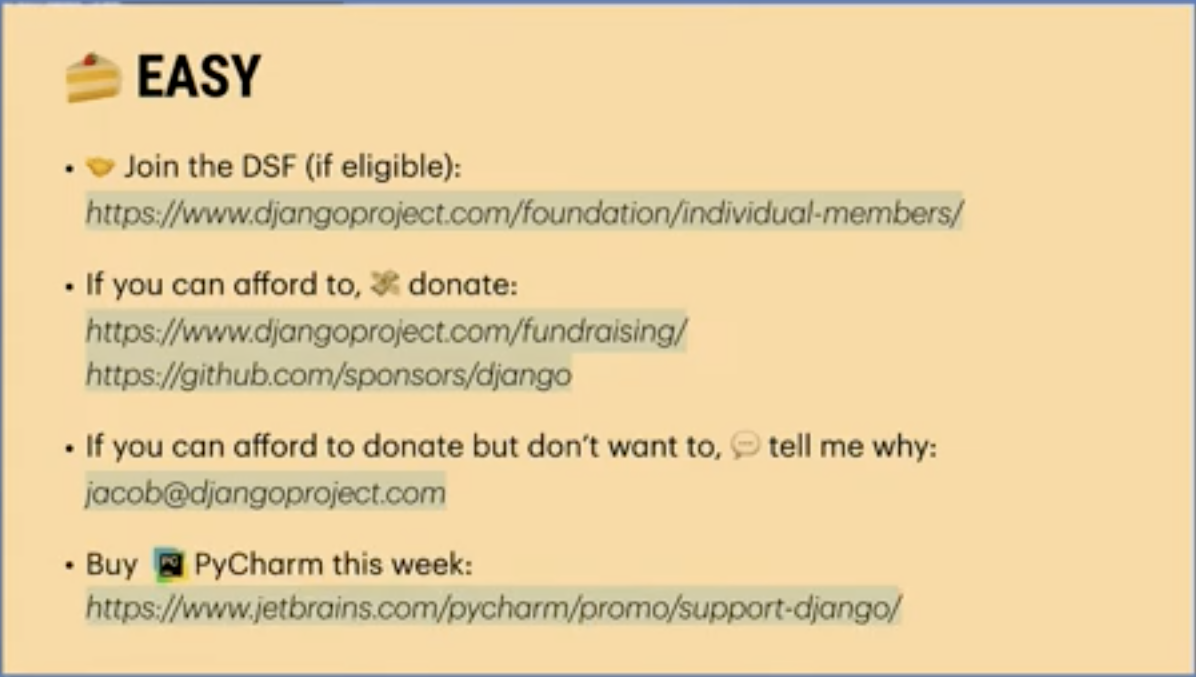 🍰 EASY
• 🤝 Join the DSF (if eligible):
https://www.djangoproject.com/foundation/individual-members/
• If you can afford to, 💸 donate:
https://www.djangoproject.com/fundraising/
https://github.com/sponsors/django
• If you can afford to donate but don't want to, 💬 tell me why:
jacob@djangoproject.com
• Buy PC PyCharm this week:
https://www.jetbrains.com/pycharm/promo/support-django/